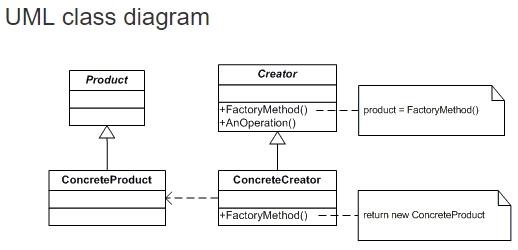 UML class diagram
Product
Creator
+FactoryMethod()
+AnOperation()
product = FactoryMethod()
ConcreteProduct
ConcreteCreator
+FactoryMethod()
return new ConcreteProduct